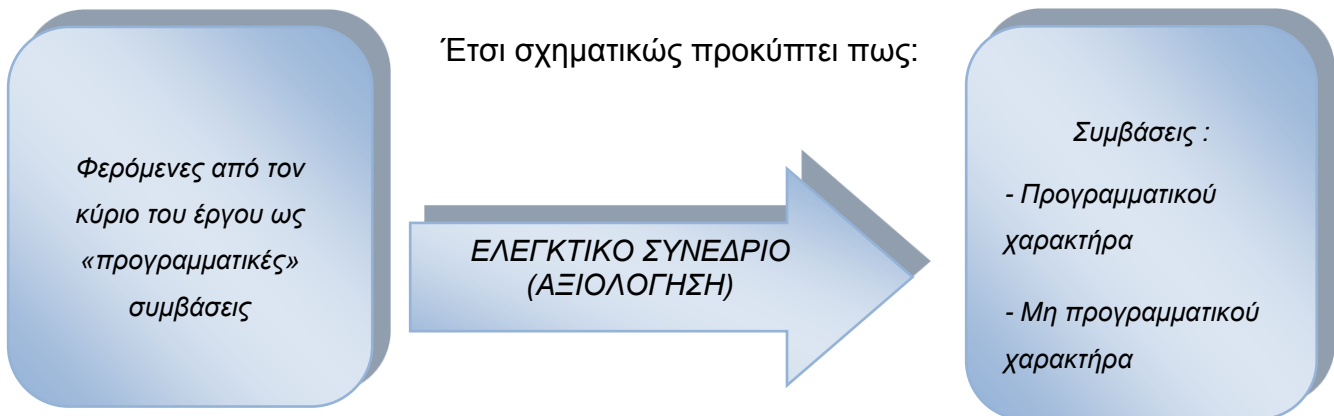 Έτσι σχηματικώς προκύπτει πως:
Φερόμενες από τον
κύριο του έργου ως
«προγραμματικές»
συμβάσεις
ΕΛΕΓΚΤΙΚΟ ΣΥΝΕΔΡΙΟ
(ΑΞΙΟΛΟΓΗΣΗ)
Συμβάσεις :
- Προγραμματικού
χαρακτήρα
- Μη προγραμματικού
χαρακτήρα